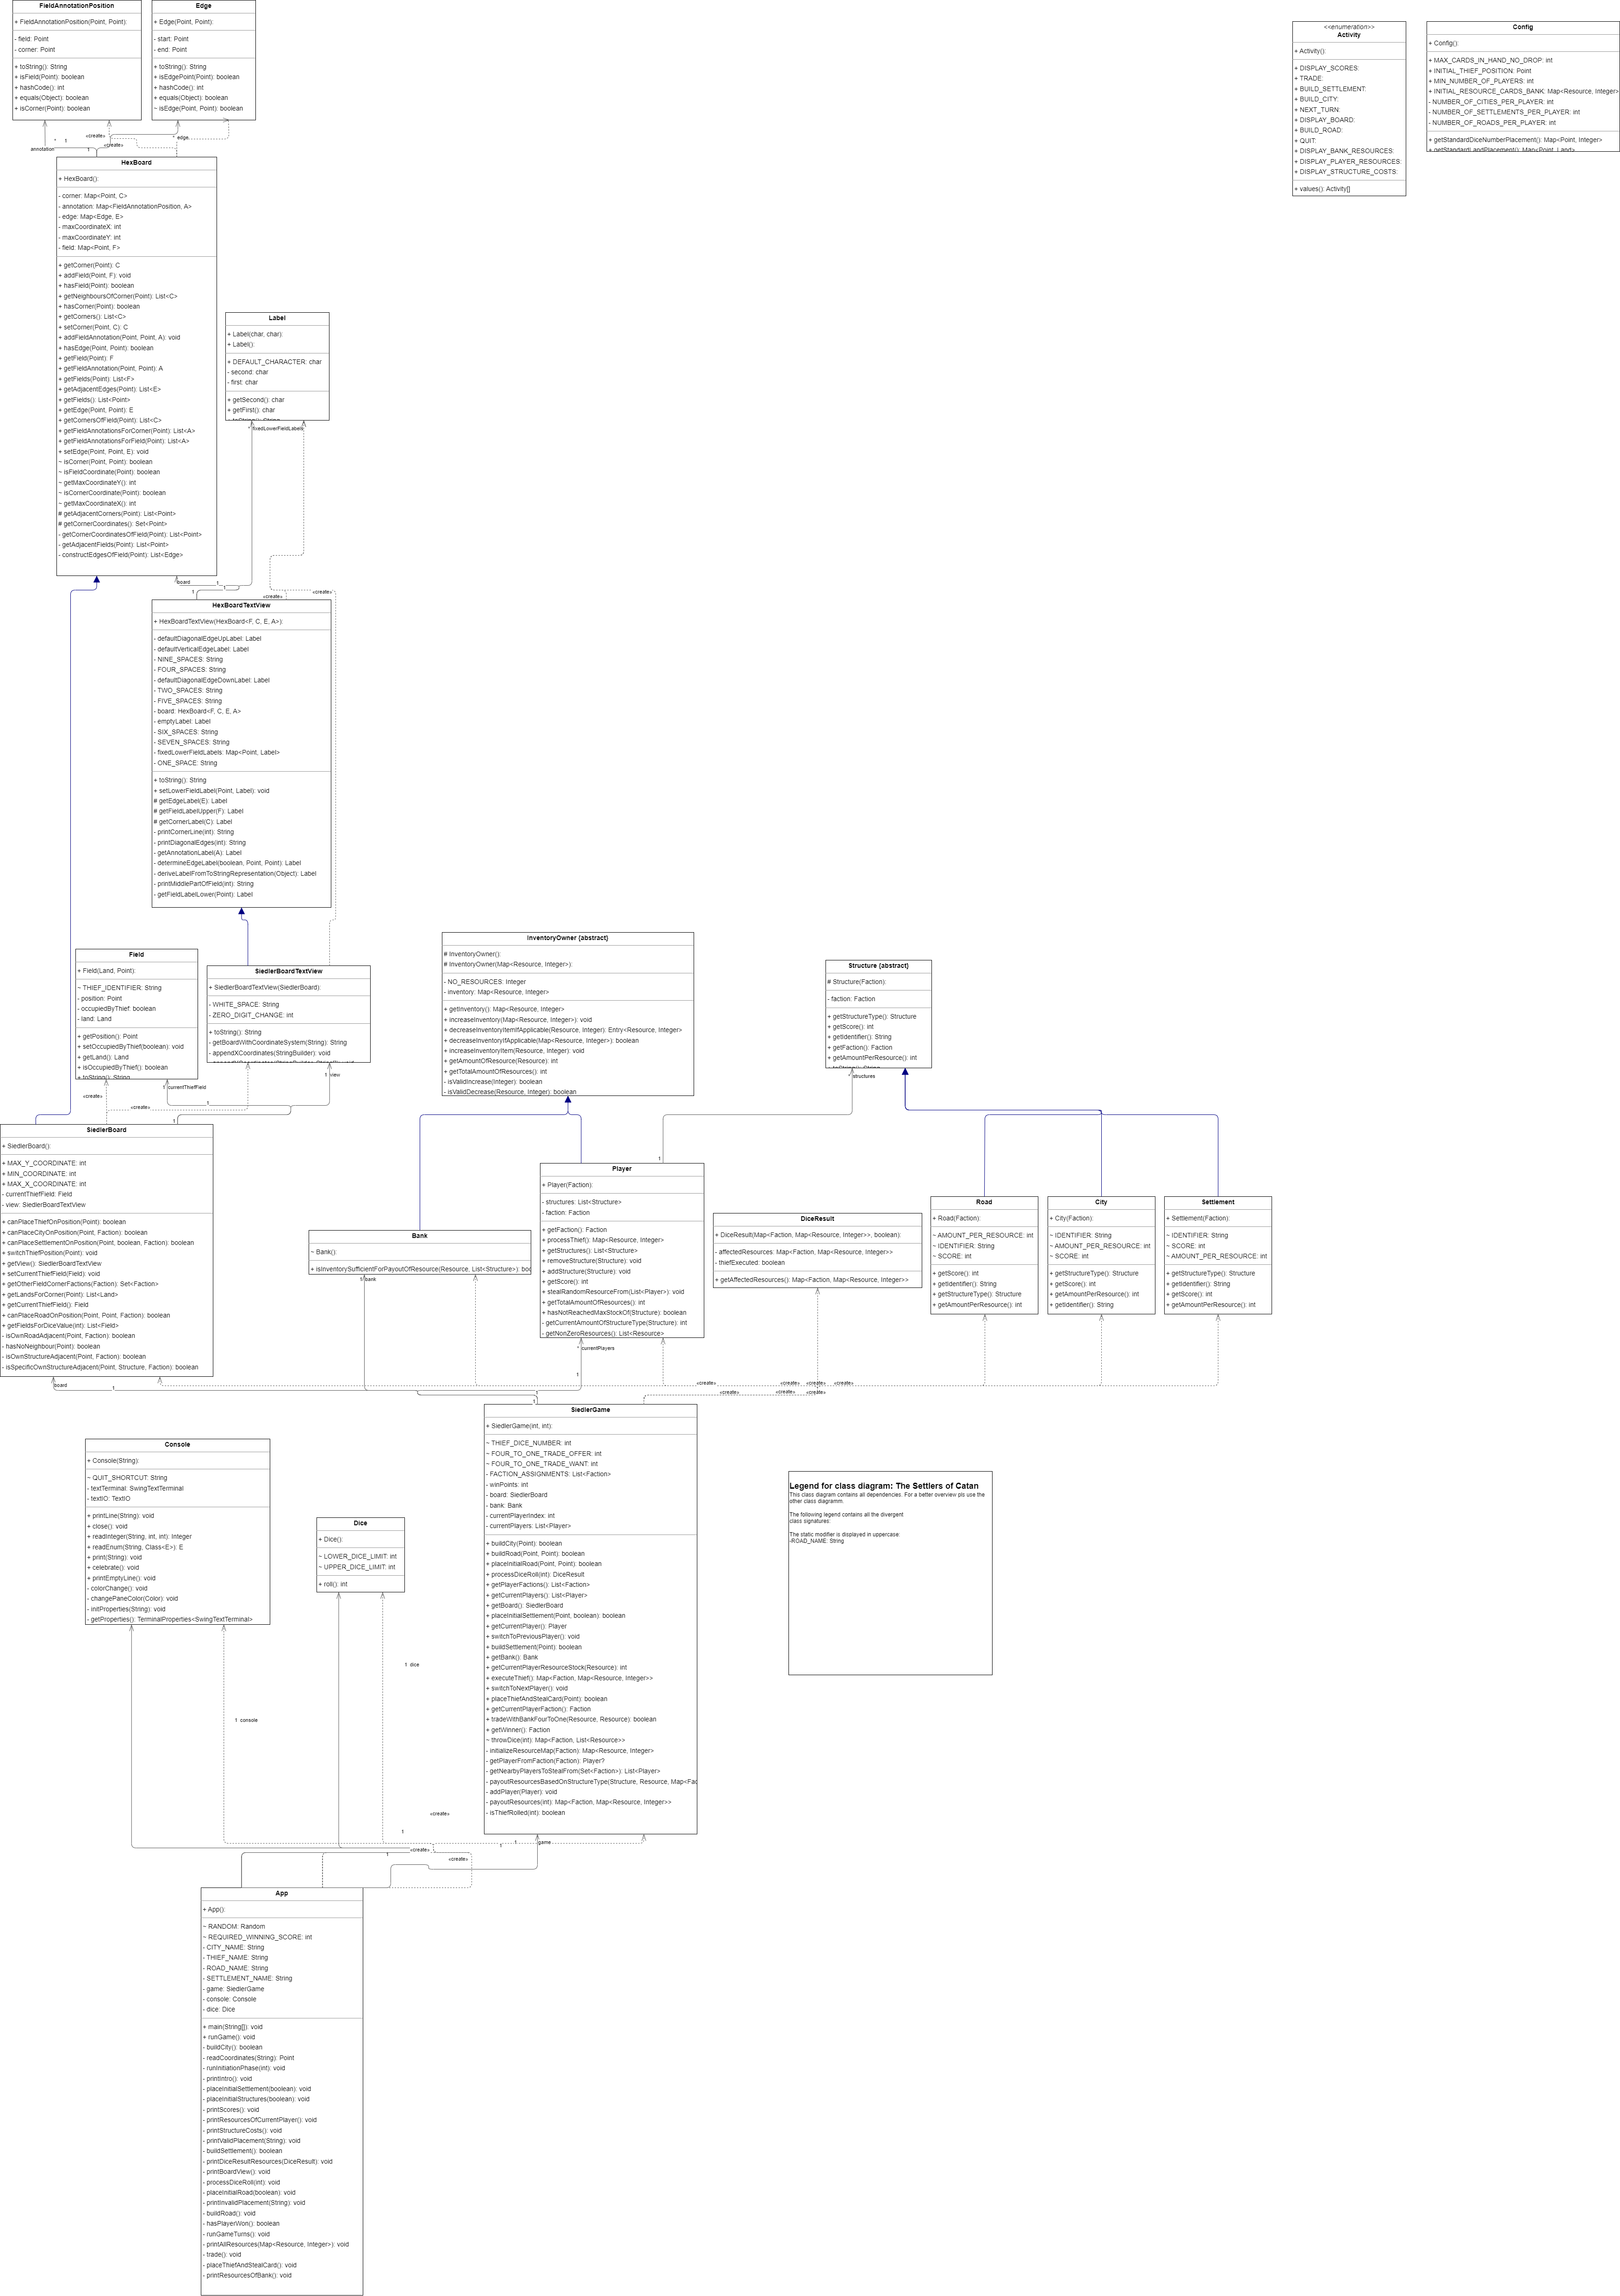 FieldAnnotationPosition
+ FieldAnnotationPosition(Point, Point):
- field: Point
- corner: Point
+ toString(): String
+ isField(Point): boolean
+ hashCode(): int
+ equals(Object): boolean
+ isCorner(Point): boolean
Edge
+ Edge(Point, Point):
- start: Point
- end: Point
+ toString(): String
+ isEdgePoint(Point): boolean
+ hashCode(): int
+ equals(Object): boolean
~ isEdge(Point, Point): boolean
<<enumeration>>
Activity
+ Activity():
+ DISPLAY_SCORES:
+ TRADE:
+ BUILD_SETTLEMENT:
+ BUILD_CITY:
+ NEXT_TURN:
+ DISPLAY_BOARD:
+ BUILD_ROAD:
+ QUIT:
+ DISPLAY_BANK_RESOURCES:
+ DISPLAY_PLAYER_RESOURCES:
+ DISPLAY_STRUCTURE_COSTS:
+ values(): Activity[]
Config
+ Config():
+ MAX_CARDS_IN_HAND_NO_DROP: int
+ INITIAL_THIEF_POSITION: Point
+ MIN_NUMBER_OF_PLAYERS: int
+ INITIAL_RESOURCE_CARDS_BANK: Map<Resource, Integer>
- NUMBER_OF_CITIES_PER_PLAYER: int
- NUMBER_OF_SETTLEMENTS_PER_PLAYER: int
- NUMBER_OF_ROADS_PER_PLAYER: int
+ getStandardDiceNumberPlacement(): Map<Point, Integer>
+ getStandardLandPlacement(): Map<Point, Land>
annotation
*
1
1
«create»
«create»
* edge
HexBoard
+ HexBoard():
- corner: Map<Point, C>
- annotation: Map<FieldAnnotationPosition, A>
- edge: Map<Edge, E>
- maxCoordinateX: int
- maxCoordinateY: int
- field: Map<Point, F>
+ getCorner(Point): C
+ addField(Point, F): void
+ hasField(Point): boolean
+ getNeighboursOfCorner(Point): List<C>
+ hasCorner(Point): boolean
+ getCorners(): List<C>
+ setCorner(Point, C): C
+ addFieldAnnotation(Point, Point, A): void
+ hasEdge(Point, Point): boolean
+ getField(Point): F
+ getFieldAnnotation(Point, Point): A
+ getFields(Point): List<F>
+ getAdjacentEdges(Point): List<E>
+ getFields(): List<Point>
+ getEdge(Point, Point): E
+ getCornersOfField(Point): List<C>
+ getFieldAnnotationsForCorner(Point): List<A>
+ getFieldAnnotationsForField(Point): List<A>
+ setEdge(Point, Point, E): void
~ isCorner(Point, Point): boolean
~ isFieldCoordinate(Point): boolean
~ getMaxCoordinateY(): int
~ isCornerCoordinate(Point): boolean
~ getMaxCoordinateX(): int
# getAdjacentCorners(Point): List<Point>
# getCornerCoordinates(): Set<Point>
- getCornerCoordinatesOfField(Point): List<Point>
- getAdjacentFields(Point): List<Point>
- constructEdgesOfField(Point): List<Edge>
Label
+ Label(char, char):
+ Label():
+ DEFAULT_CHARACTER: char
- second: char
- first: char
+ getSecond(): char
+ getFirst(): char
+ toString(): String
* fixedLowerFieldLabels
board
1
1
1
«create»
«create»
HexBoardTextView
+ HexBoardTextView(HexBoard<F, C, E, A>):
- defaultDiagonalEdgeUpLabel: Label
- defaultVerticalEdgeLabel: Label
- NINE_SPACES: String
- FOUR_SPACES: String
- defaultDiagonalEdgeDownLabel: Label
- TWO_SPACES: String
- FIVE_SPACES: String
- board: HexBoard<F, C, E, A>
- emptyLabel: Label
- SIX_SPACES: String
- SEVEN_SPACES: String
- fixedLowerFieldLabels: Map<Point, Label>
- ONE_SPACE: String
+ toString(): String
+ setLowerFieldLabel(Point, Label): void
# getEdgeLabel(E): Label
# getFieldLabelUpper(F): Label
# getCornerLabel(C): Label
- printCornerLine(int): String
- printDiagonalEdges(int): String
- getAnnotationLabel(A): Label
- determineEdgeLabel(boolean, Point, Point): Label
- deriveLabelFromToStringRepresentation(Object): Label
- printMiddlePartOfField(int): String
- getFieldLabelLower(Point): Label
Field
+ Field(Land, Point):
~ THIEF_IDENTIFIER: String
- position: Point
- occupiedByThief: boolean
- land: Land
+ getPosition(): Point
+ setOccupiedByThief(boolean): void
+ getLand(): Land
+ isOccupiedByThief(): boolean
+ toString(): String
SiedlerBoardTextView
+ SiedlerBoardTextView(SiedlerBoard):
- WHITE_SPACE: String
- ZERO_DIGIT_CHANGE: int
+ toString(): String
- getBoardWithCoordinateSystem(String): String
- appendXCoordinates(StringBuilder): void
InventoryOwner {abstract}
# InventoryOwner():
# InventoryOwner(Map<Resource, Integer>):
- NO_RESOURCES: Integer
- inventory: Map<Resource, Integer>
+ getInventory(): Map<Resource, Integer>
+ increaseInventory(Map<Resource, Integer>): void
+ decreaseInventoryItemIfApplicable(Resource, Integer): Entry<Resource, Integer>
+ decreaseInventoryIfApplicable(Map<Resource, Integer>): boolean
+ increaseInventoryItem(Resource, Integer): void
+ getAmountOfResource(Resource): int
+ getTotalAmountOfResources(): int
- isValidIncrease(Integer): boolean
- isValidDecrease(Resource, Integer): boolean
Structure {abstract}
# Structure(Faction):
- faction: Faction
+ getStructureType(): Structure
+ getScore(): int
+ getIdentifier(): String
+ getFaction(): Faction
+ getAmountPerResource(): int
+ toString(): String
* structures
1 currentThiefField
1 view
«create»
«create»
1
1
SiedlerBoard
+ SiedlerBoard():
+ MAX_Y_COORDINATE: int
+ MIN_COORDINATE: int
+ MAX_X_COORDINATE: int
- currentThiefField: Field
- view: SiedlerBoardTextView
+ canPlaceThiefOnPosition(Point): boolean
+ canPlaceCityOnPosition(Point, Faction): boolean
+ canPlaceSettlementOnPosition(Point, boolean, Faction): boolean
+ switchThiefPosition(Point): void
+ getView(): SiedlerBoardTextView
+ setCurrentThiefField(Field): void
+ getOtherFieldCornerFactions(Faction): Set<Faction>
+ getLandsForCorner(Point): List<Land>
+ getCurrentThiefField(): Field
+ canPlaceRoadOnPosition(Point, Point, Faction): boolean
+ getFieldsForDiceValue(int): List<Field>
- isOwnRoadAdjacent(Point, Faction): boolean
- hasNoNeighbour(Point): boolean
- isOwnStructureAdjacent(Point, Faction): boolean
- isSpecificOwnStructureAdjacent(Point, Structure, Faction): boolean
1
Player
+ Player(Faction):
- structures: List<Structure>
- faction: Faction
+ getFaction(): Faction
+ processThief(): Map<Resource, Integer>
+ getStructures(): List<Structure>
+ removeStructure(Structure): void
+ addStructure(Structure): void
+ getScore(): int
+ stealRandomResourceFrom(List<Player>): void
+ getTotalAmountOfResources(): int
+ hasNotReachedMaxStockOf(Structure): boolean
- getCurrentAmountOfStructureType(Structure): int
- getNonZeroResources(): List<Resource>
Bank
~ Bank():
+ isInventorySufficientForPayoutOfResource(Resource, List<Structure>): boo
DiceResult
+ DiceResult(Map<Faction, Map<Resource, Integer>>, boolean):
- affectedResources: Map<Faction, Map<Resource, Integer>>
- thiefExecuted: boolean
+ getAffectedResources(): Map<Faction, Map<Resource, Integer>>
Road
+ Road(Faction):
~ AMOUNT_PER_RESOURCE: int
~ IDENTIFIER: String
~ SCORE: int
+ getScore(): int
+ getIdentifier(): String
+ getStructureType(): Structure
+ getAmountPerResource(): int
City
+ City(Faction):
~ IDENTIFIER: String
~ AMOUNT_PER_RESOURCE: int
~ SCORE: int
+ getStructureType(): Structure
+ getScore(): int
+ getAmountPerResource(): int
+ getIdentifier(): String
Settlement
+ Settlement(Faction):
~ IDENTIFIER: String
~ SCORE: int
~ AMOUNT_PER_RESOURCE: int
+ getStructureType(): Structure
+ getIdentifier(): String
+ getScore(): int
+ getAmountPerResource(): int
1 bank
* currentPlayers
1
board
1
1
1
«create»
«create»
«create»
«create»
«create»
«create»
«create»
SiedlerGame
+ SiedlerGame(int, int):
~ THIEF_DICE_NUMBER: int
~ FOUR_TO_ONE_TRADE_OFFER: int
~ FOUR_TO_ONE_TRADE_WANT: int
- FACTION_ASSIGNMENTS: List<Faction>
- winPoints: int
- board: SiedlerBoard
- bank: Bank
- currentPlayerIndex: int
- currentPlayers: List<Player>
+ buildCity(Point): boolean
+ buildRoad(Point, Point): boolean
+ placeInitialRoad(Point, Point): boolean
+ processDiceRoll(int): DiceResult
+ getPlayerFactions(): List<Faction>
+ getCurrentPlayers(): List<Player>
+ getBoard(): SiedlerBoard
+ placeInitialSettlement(Point, boolean): boolean
+ getCurrentPlayer(): Player
+ switchToPreviousPlayer(): void
+ buildSettlement(Point): boolean
+ getBank(): Bank
+ getCurrentPlayerResourceStock(Resource): int
+ executeThief(): Map<Faction, Map<Resource, Integer>>
+ switchToNextPlayer(): void
+ placeThiefAndStealCard(Point): boolean
+ getCurrentPlayerFaction(): Faction
+ tradeWithBankFourToOne(Resource, Resource): boolean
+ getWinner(): Faction
~ throwDice(int): Map<Faction, List<Resource>>
- initializeResourceMap(Faction): Map<Resource, Integer>
- getPlayerFromFaction(Faction): Player?
- getNearbyPlayersToStealFrom(Set<Faction>): List<Player>
- payoutResourcesBasedOnStructureType(Structure, Resource, Map<Fac
- addPlayer(Player): void
- payoutResources(int): Map<Faction, Map<Resource, Integer>>
- isThiefRolled(int): boolean
Console
+ Console(String):
~ QUIT_SHORTCUT: String
- textTerminal: SwingTextTerminal
- textIO: TextIO
+ printLine(String): void
+ close(): void
+ readInteger(String, int, int): Integer
+ readEnum(String, Class<E>): E
+ print(String): void
+ celebrate(): void
+ printEmptyLine(): void
- colorChange(): void
- changePaneColor(Color): void
- initProperties(String): void
- getProperties(): TerminalProperties<SwingTextTerminal>
Dice
+ Dice():
~ LOWER_DICE_LIMIT: int
~ UPPER_DICE_LIMIT: int
+ roll(): int
Legend for class diagram: The Settlers of Catan
This class diagram contains all dependencies. For a better overview pls use the
other class diagramm.
The following legend contains all the divergent
class signatures:
The static modifier is displayed in uppercase:
-ROAD_NAME: String
1 dice
1 console
«create»
1
1
1
game
«create»
1
«create»
App
+ App():
~ RANDOM: Random
~ REQUIRED_WINNING_SCORE: int
- CITY_NAME: String
- THIEF_NAME: String
- ROAD_NAME: String
- SETTLEMENT_NAME: String
- game: SiedlerGame
- console: Console
- dice: Dice
+ main(String[]): void
+ runGame(): void
- buildCity(): boolean
- readCoordinates(String): Point
- runInitiationPhase(int): void
- printIntro(): void
- placeInitialSettlement(boolean): void
- placeInitialStructures(boolean): void
- printScores(): void
- printResourcesOfCurrentPlayer(): void
- printStructureCosts(): void
- printValidPlacement(String): void
- buildSettlement(): boolean
- printDiceResultResources(DiceResult): void
- printBoardView(): void
- processDiceRoll(int): void
- placeInitialRoad(boolean): void
- printInvalidPlacement(String): void
- buildRoad(): void
- hasPlayerWon(): boolean
- runGameTurns(): void
- printAllResources(Map<Resource, Integer>): void
- trade(): void
- placeThiefAndStealCard(): void
- printResourcesOfBank(): void